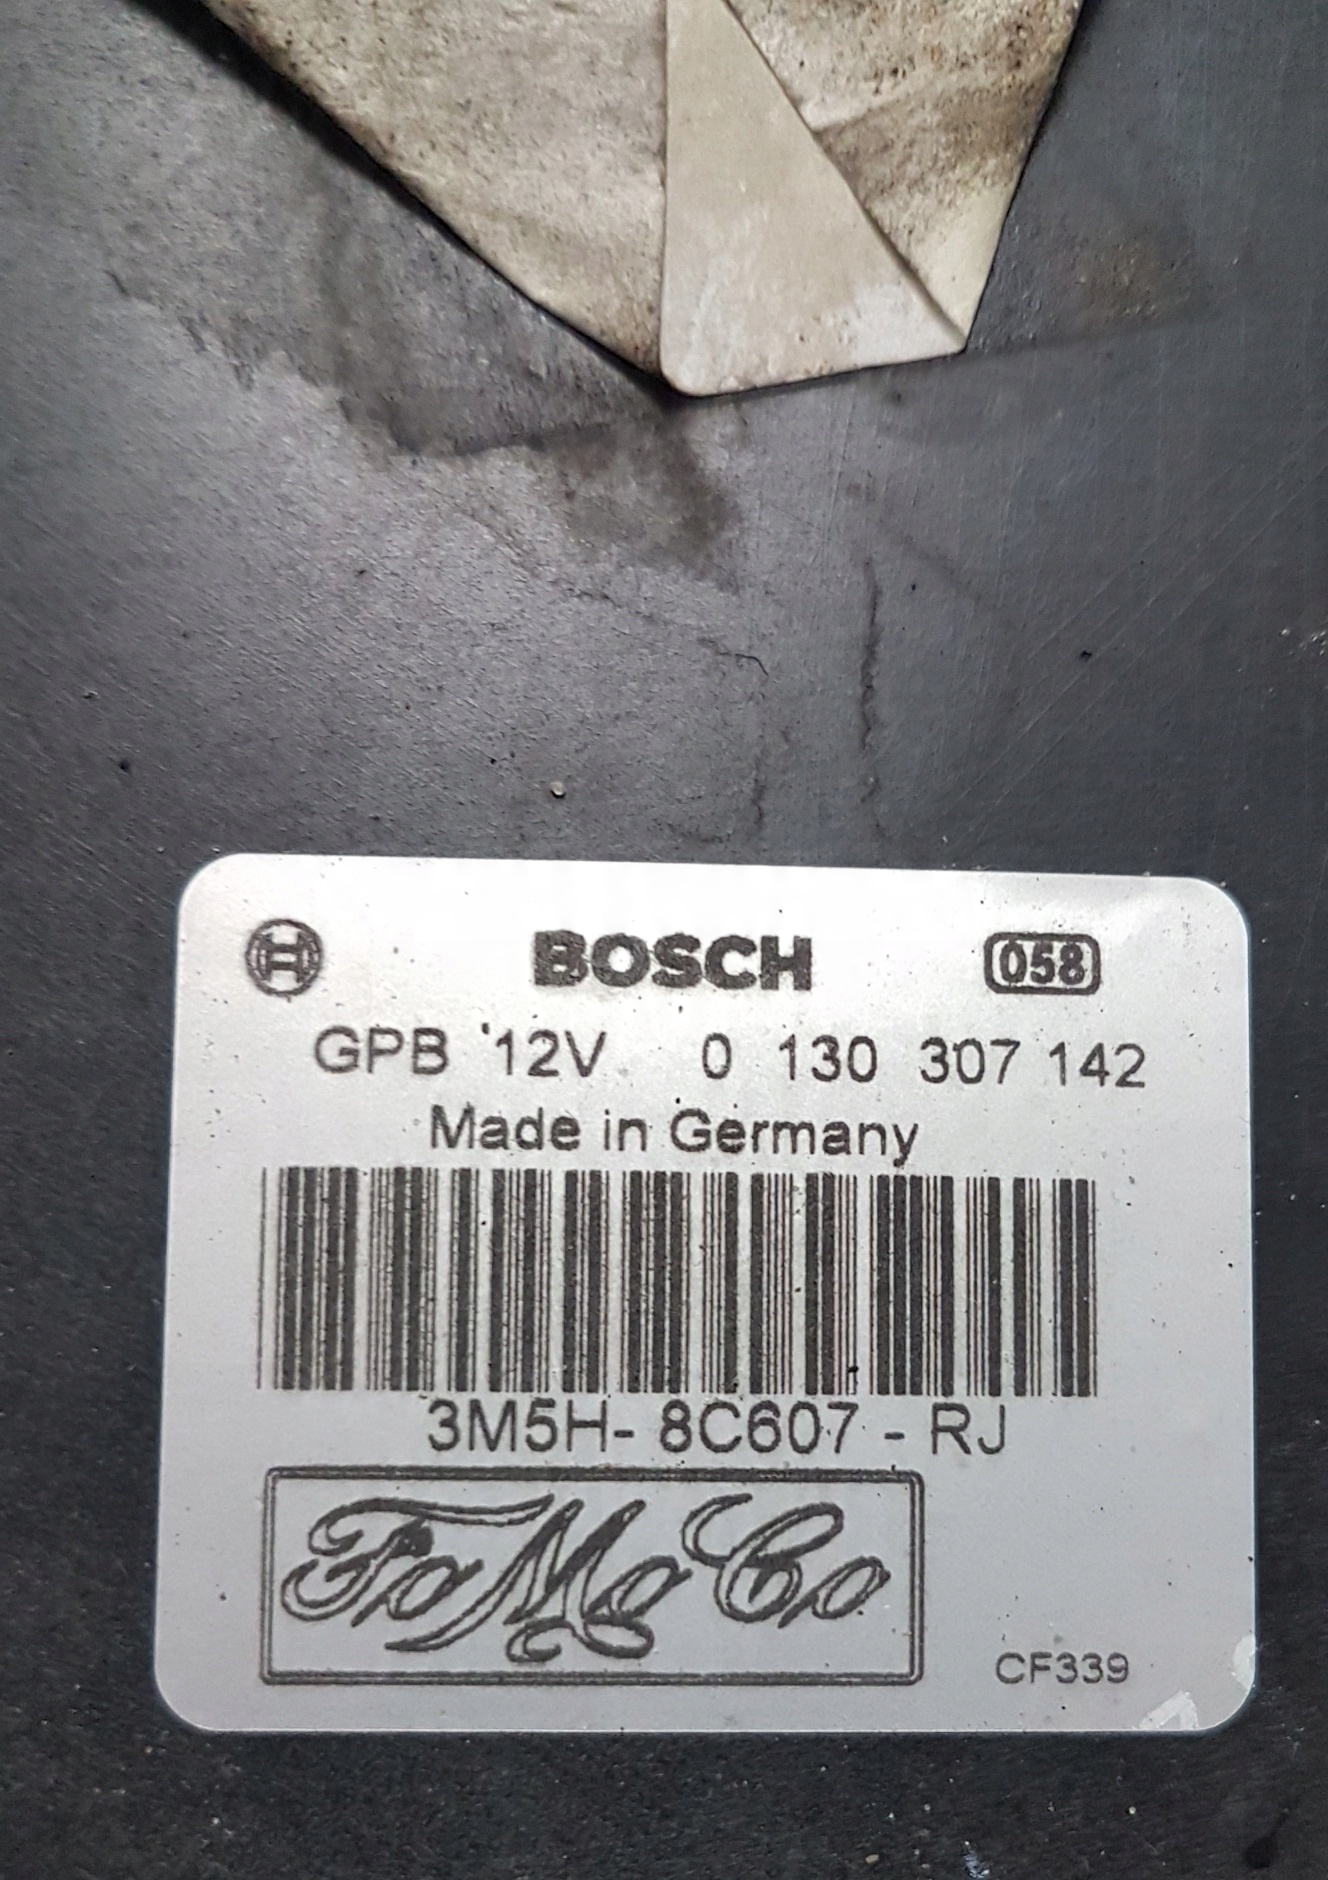 BOSCH 058
GPB 12V 0 130 307 142
Made in Germany
3M5H- 8C607 - RJ
FoMoCo
CF339